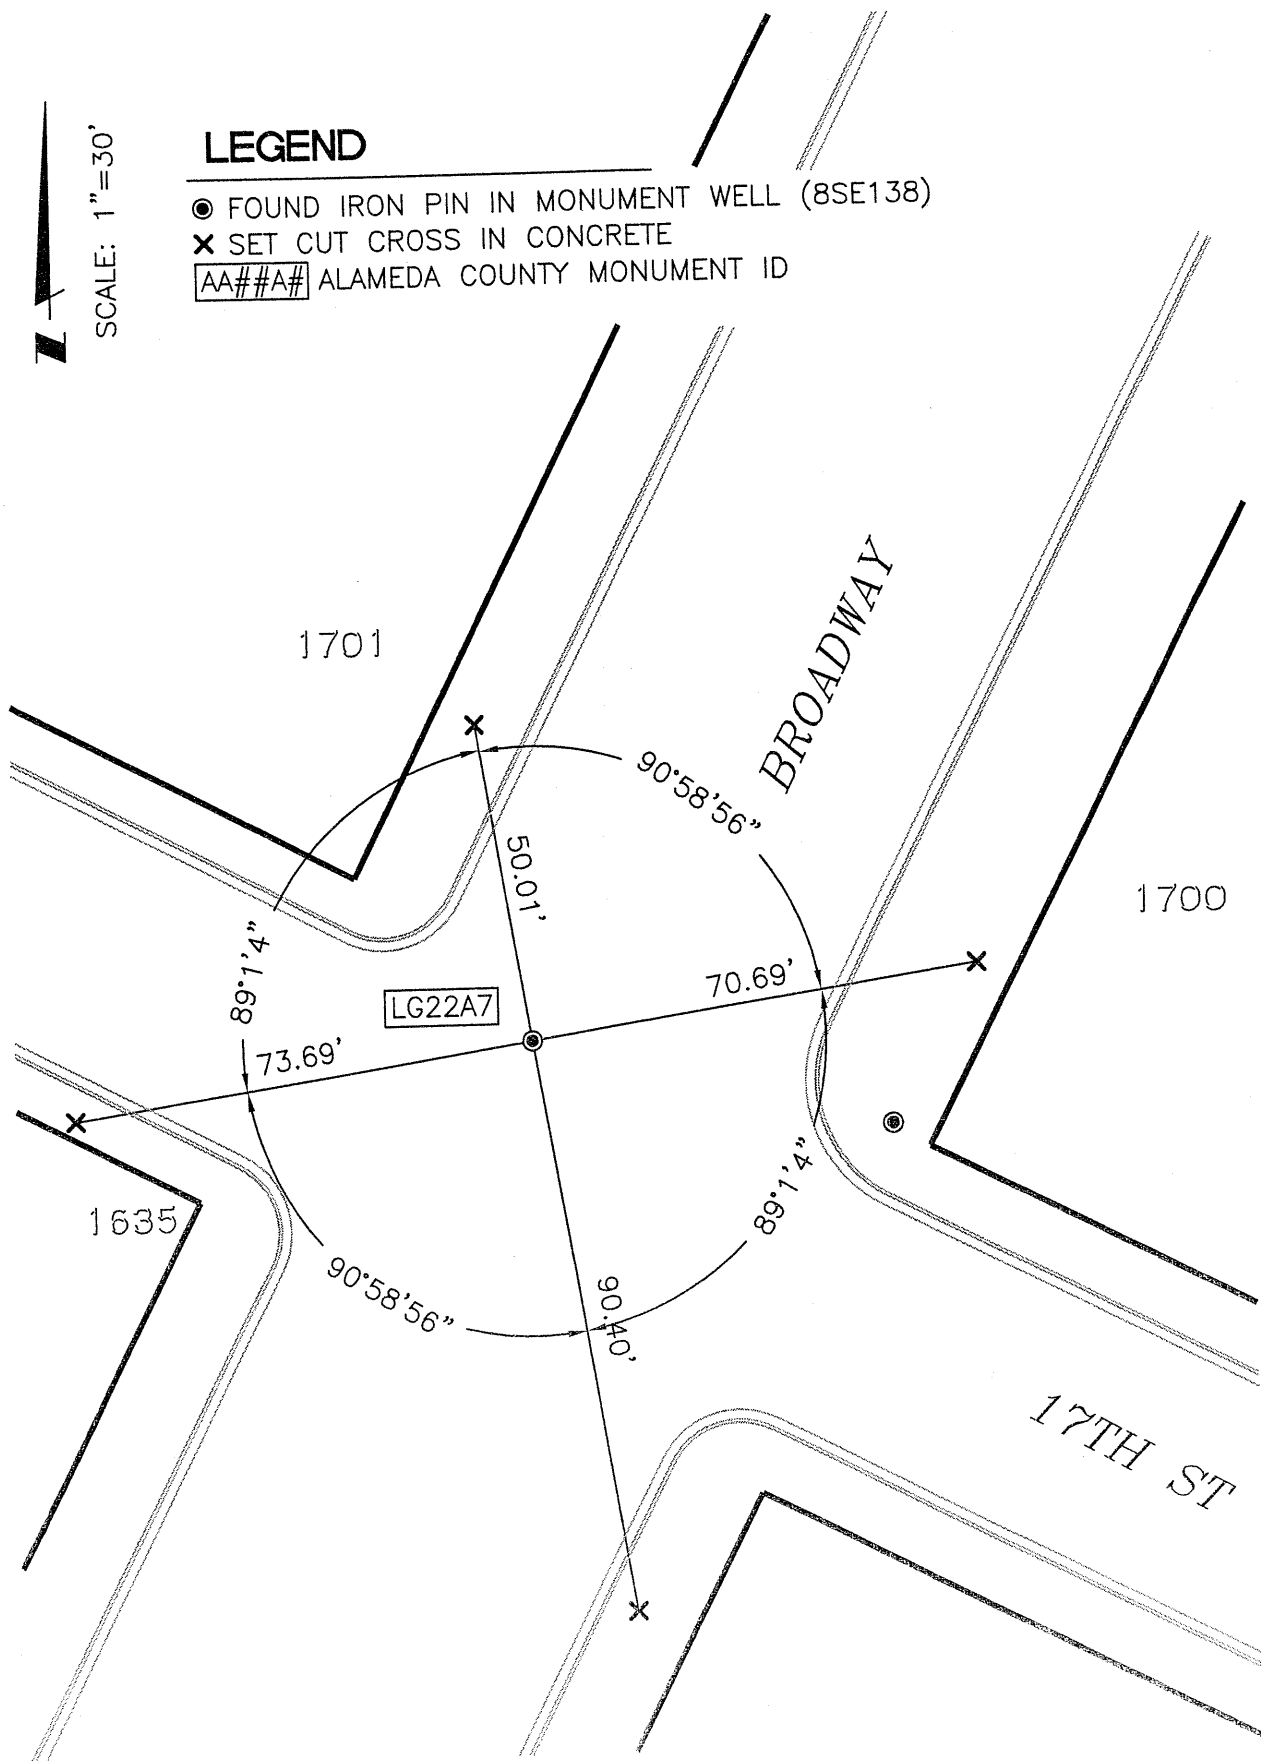 LEGEND
FOUND IRON PIN IN MONUMENT WELL (8SE138)
SET CUT CROSS IN CONCRETE
AA##A# ALAMEDA COUNTY MONUMENT ID
SCALE: 1"=30'
N
1701
BROADWAY
90°58'56"
50.01'
1700
89°1'4"
70.69'
LG22A7
73.69'
1635
89°1'4"
90°58'56"
90.40'
17TH ST